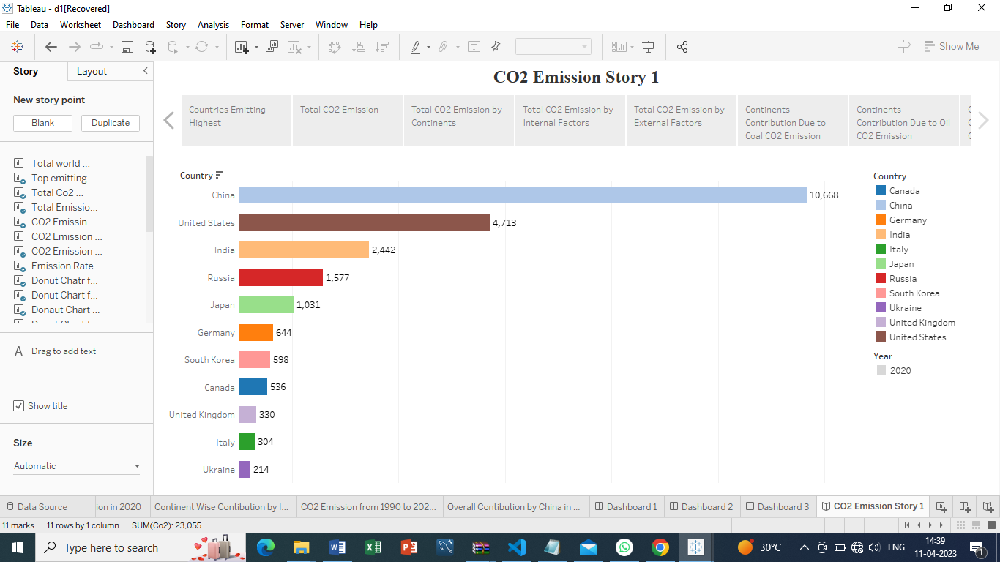 Tableau - d1[Recovered]
File Data Worksheet Dashboard Story Analysis Format Server Window Help
Show Me
Story Layout
New story point
Blank Duplicate
Total world ...
Top emitting ...
Total Co2 ...
Total Emissio...
CO2 Emissin ...
CO2 Emission ...
CO2 Emission ...
Emission Rate...
Donut Chatr f...
Donut Chart f...
Donaut Chart ...
A Drag to add text
Show title
Size
Automatic
CO2 Emission Story 1
Countries Emitting
Highest
Total CO2 Emission
Total CO2 Emission by
Continents
Total CO2 Emission by
Internal Factors
Total CO2 Emission by
External Factors
Continents
Contribution Due to
Coal CO2 Emission
Continents
Contribution Due to Oil
CO2 Emission
Country
China 10,668
United States 4,713
India 2,442
Russia 1,577
Japan 1,031
Germany 644
South Korea 598
Canada 536
United Kingdom 330
Italy 304
Ukraine 214
Country
Canada
China
Germany
India
Italy
Japan
Russia
South Korea
Ukraine
United Kingdom
United States
Year
2020
Data Source ion in 2020 Continent Wise Contibution by I... CO2 Emission from 1990 to 202... Overall Contibution by China in ... Dashboard 1 Dashboard 2 Dashboard 3 CO2 Emission Story 1
11 marks 11 rows by 1 column SUM(Co2): 23,055
Type here to search
30°C ENG
14:39
11-04-2023
1